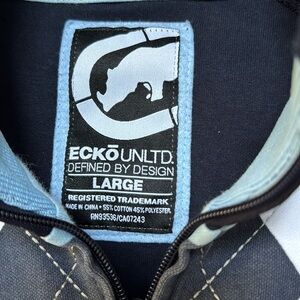 ECKŌ UNLTD.
DEFINED BY DESIGN
LARGE
REGISTERED TRADEMARK
MADE IN CHINA • 55% COTTON 45% POLYESTER.
RN93536/CA07243